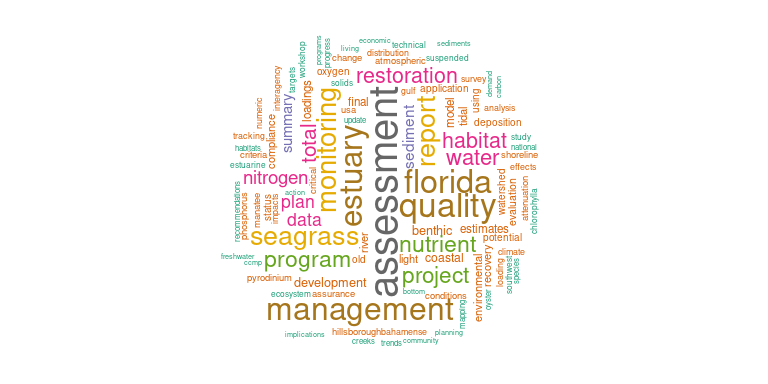 economic
living
technical
sediments
programs
progress
workshop
change
distribution
atmospheric
suspended
targets
interagency
oxygen
restoration
survey
demand
carbon
solids
gulf
application
summary
loadings
monitoring
final
assessment
report
model
tidal
using
analysis
numeric
usa
update
deposition
tracking
compliance
total
estuary
sediment
habitat
study
national
habitats
criteria
water
shoreline
estuarine
nitrogen
critical
florida
effects
watershed
evaluation
attenuation
chlorophylla
action
plan
quality
recommendations
phosphorus
manatee
status
impacts
data
seagrass
river
benthic
estimates
nutrient
potential
freshwater
ccmp
program
old
light
coastal
climate
environmental
recovery
loading
southwest
species
pyrodinium
development
project
ecosystem
assurance
bottom
conditions
oyster
management
mapping
implications
hillsborough
bahamense
planning
creeks
trends
community